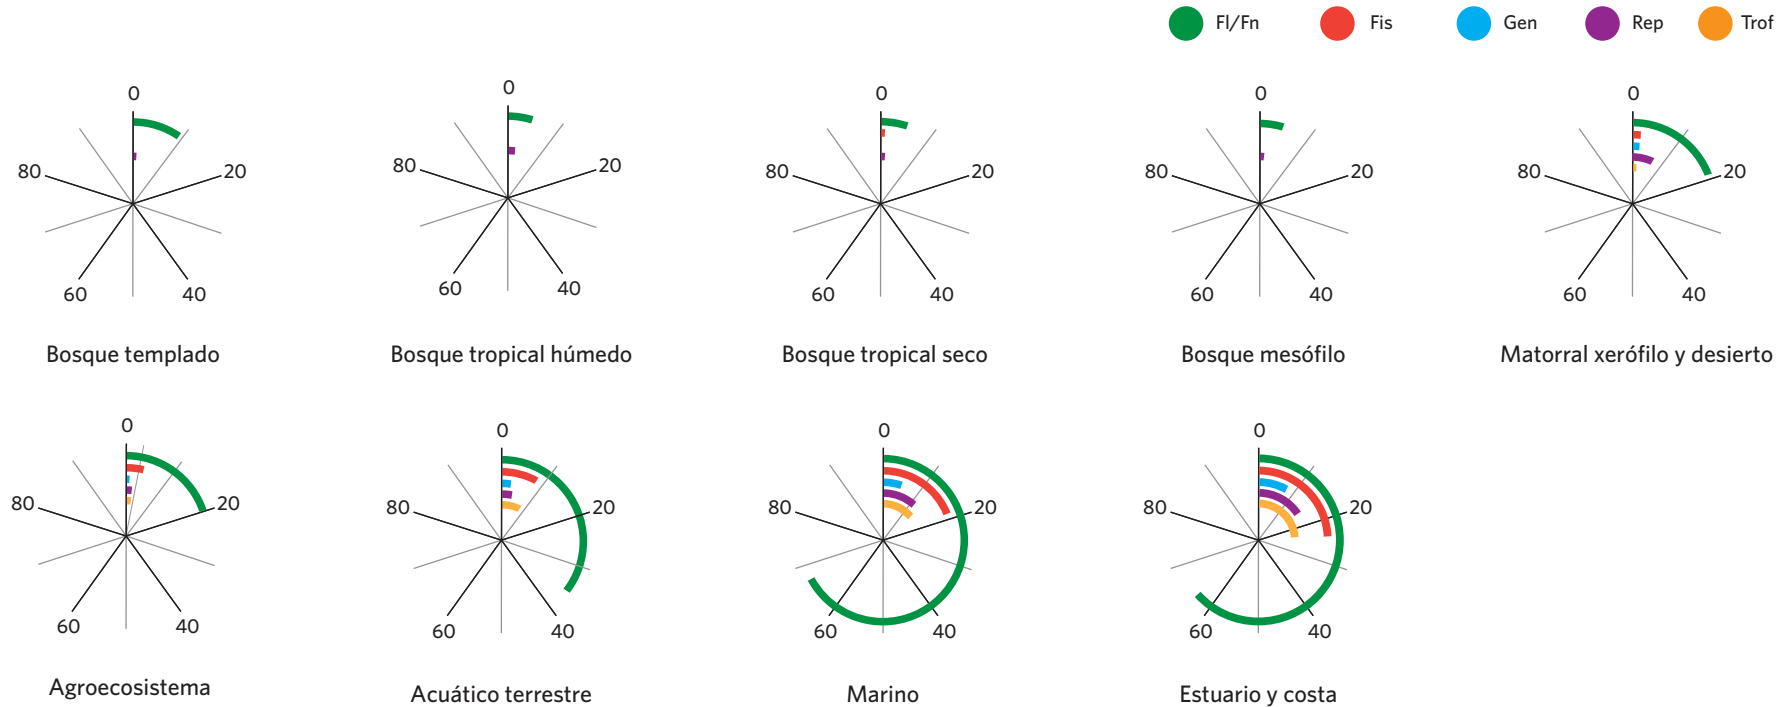 Fl/Fn Fis Gen Rep Trof
0 0 0 0 0
80 20 80 20 80 20 80 20 80 20
60 40 60 40 60 40 60 40 60 40
Bosque templado Bosque tropical húmedo Bosque tropical seco Bosque mesófilo Matorral xerófilo y desierto
0 0 0 0
80 20 80 20 80 20 80 20
60 40 60 40 60 40 60 40
Agroecosistema Acuático terrestre Marino Estuario y costa